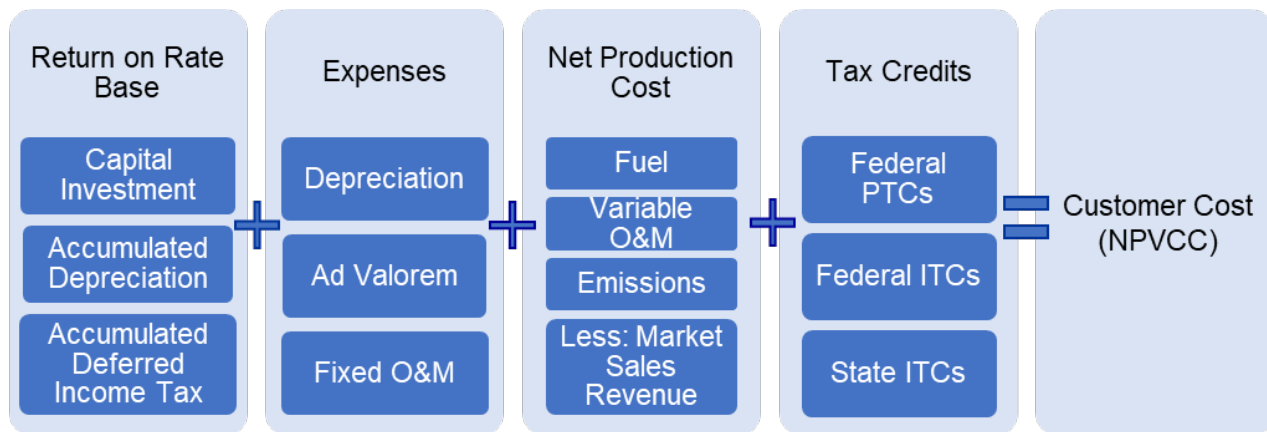 Return on Rate
Base
Capital
Investment
Accumulated
Depreciation
Accumulated
Deferred
Income Tax
Expenses
Depreciation
Ad Valorem
Fixed O&M
Net Production
Cost
Fuel
Variable
O&M
Emissions
Less: Market
Sales
Revenue
Tax Credits
Federal
PTCs
Federal ITCs
State ITCs
Customer Cost
(NPVCC)